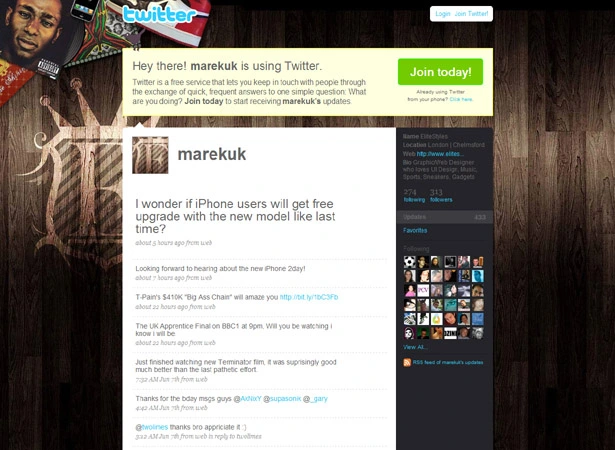 twitter
Login Join Twitter!
Hey there! marekuk is using Twitter.
Twitter is a free service that lets you keep in touch with people through
the exchange of quick, frequent answers to one simple question: What
are you doing? Join today to start receiving marekuk's updates.
Join today!
Already using Twitter
from your phone? Click here.
marekuk
I wonder if iPhone users will get free
upgrade with the new model like last
time?
about 5 hours ago from web
Looking forward to hearing about the new iPhone 2day!
about 7 hours ago from web
T-Pain's $410K "Big Ass Chain" will amaze you http://bit.ly/1bC3Fb
about 22 hours ago from web
The UK Apprentice Final on BBC1 at 9pm. Will you be watching i
know i will be
about 22 hours ago from web
Just finished watching new Terminator film, it was suprisingly good
much better than the last pathetic effort.
7:32 AM Jun 7th from web
Thanks for the bday msgs guys @AxNxY @supasonik @_gary
4:42 AM Jun 7th from web
@twolimes thanks bro appriciate it :)
3:12 AM Jun 7th from web in reply to twolimes
Name EliteStiles
Location London | Chelmsford
Web http://www.elites...
Bio Graphic/Web Designer
who loves UI Design, Music,
Sports, Sneakers, Gadgets
274 313
following followers
Updates 433
Favorites
Following
View All...
RSS feed of marekuk's updates